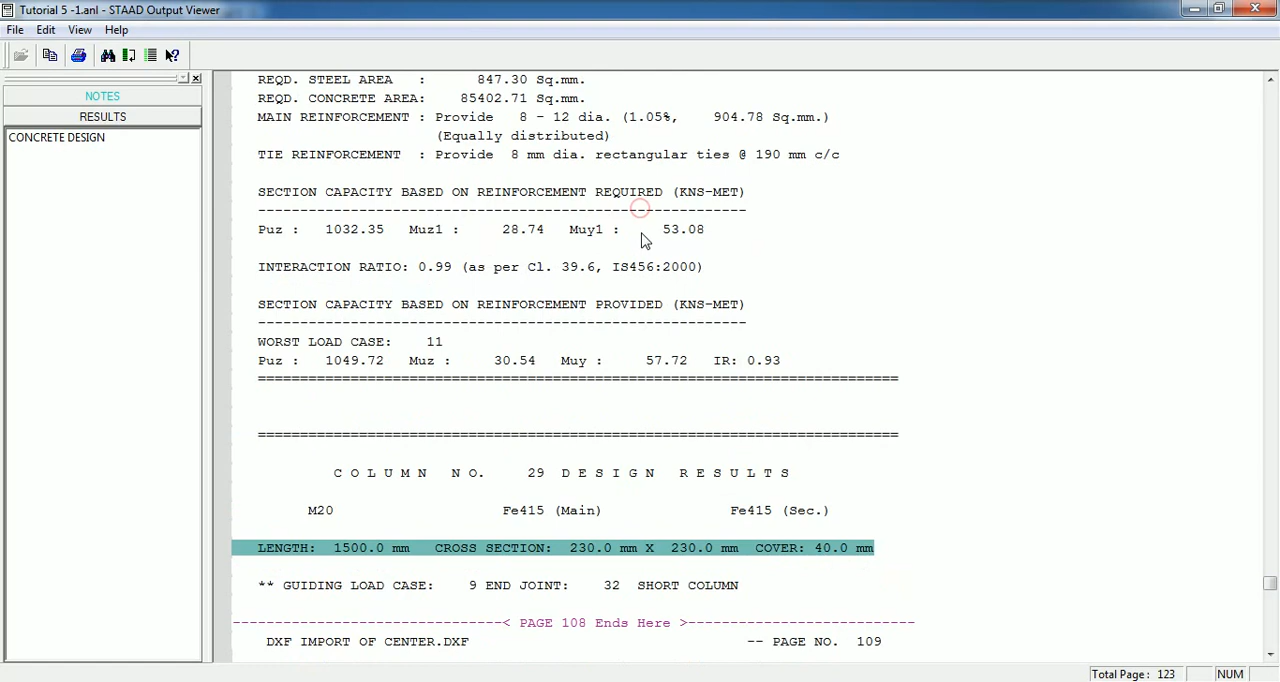 Tutorial 5 -1.anl - STAAD Output Viewer
File Edit View Help
NOTES
RESULTS
CONCRETE DESIGN
REQD. STEEL AREA : 847.30 Sq.mm.
REQD. CONCRETE AREA: 85402.71 Sq.mm.
MAIN REINFORCEMENT : Provide 8 - 12 dia. (1.05%, 904.78 Sq.mm.)
(Equally distributed)
TIE REINFORCEMENT : Provide 8 mm dia. rectangular ties @ 190 mm c/c
SECTION CAPACITY BASED ON REINFORCEMENT REQUIRED (KNS-MET)
----------------------------------------------------------
Puz : 1032.35 Muz1 : 28.74 Muy1 : 53.08
INTERACTION RATIO: 0.99 (as per Cl. 39.6, IS456:2000)
SECTION CAPACITY BASED ON REINFORCEMENT PROVIDED (KNS-MET)
----------------------------------------------------------
WORST LOAD CASE: 11
Puz : 1049.72 Muz : 30.54 Muy : 57.72 IR: 0.93
============================================================================
============================================================================
C O L U M N N O. 29 D E S I G N R E S U L T S
M20 Fe415 (Main) Fe415 (Sec.)
LENGTH: 1500.0 mm CROSS SECTION: 230.0 mm X 230.0 mm COVER: 40.0 mm
** GUIDING LOAD CASE: 9 END JOINT: 32 SHORT COLUMN
--------------------------------< PAGE 108 Ends Here >---------------------------
DXF IMPORT OF CENTER.DXF -- PAGE NO. 109
Total Page: 123 NUM